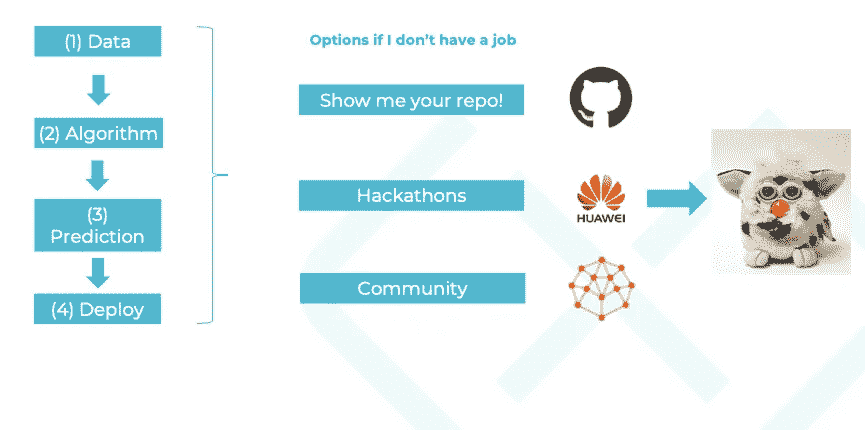 (1) Data
(2) Algorithm
(3)
Prediction
(4) Deploy
Options if I don't have a job
Show me your repo!
Hackathons
HUAWEI
Community